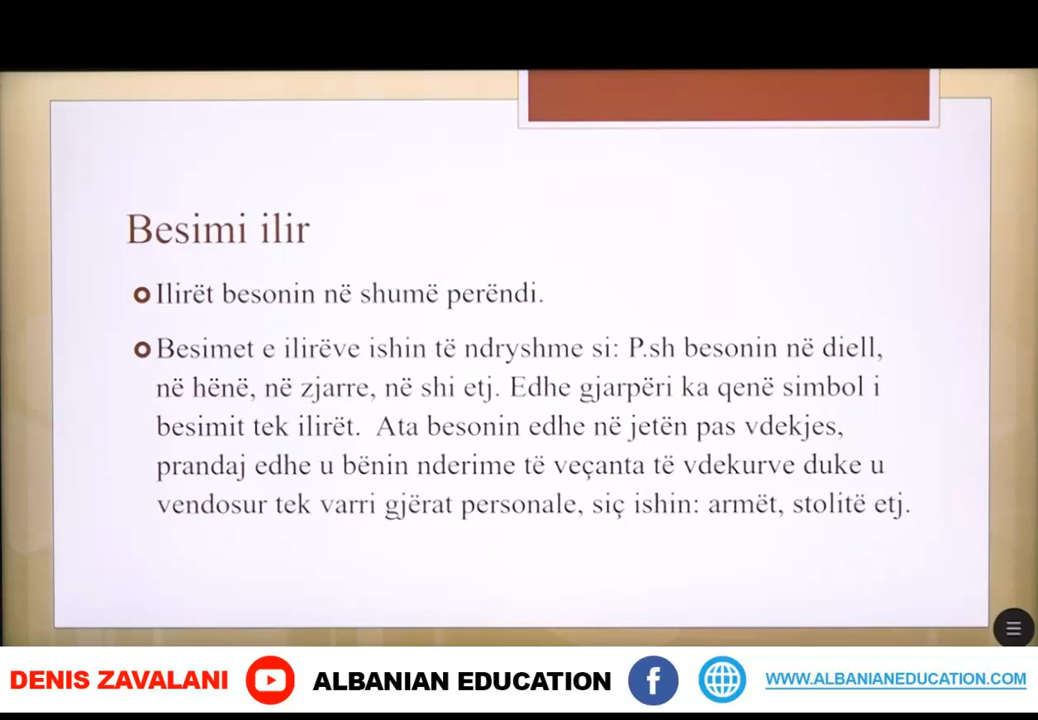 Besimi ilir
Ilirët besonin në shumë perëndi.
Besimet e ilirëve ishin të ndryshme si: P.sh besonin në diell,
në hënë, në zjarre, në shi etj. Edhe gjarpëri ka qenë simbol i
besimit tek ilirët. Ata besonin edhe në jetën pas vdekjes,
prandaj edhe u bënin nderime të veçanta të vdekurve duke u
vendosur tek varri gjërat personale, siç ishin: armët, stolitë etj.
DENIS ZAVALANI ALBANIAN EDUCATION WWW.ALBANIANEDUCATION.COM